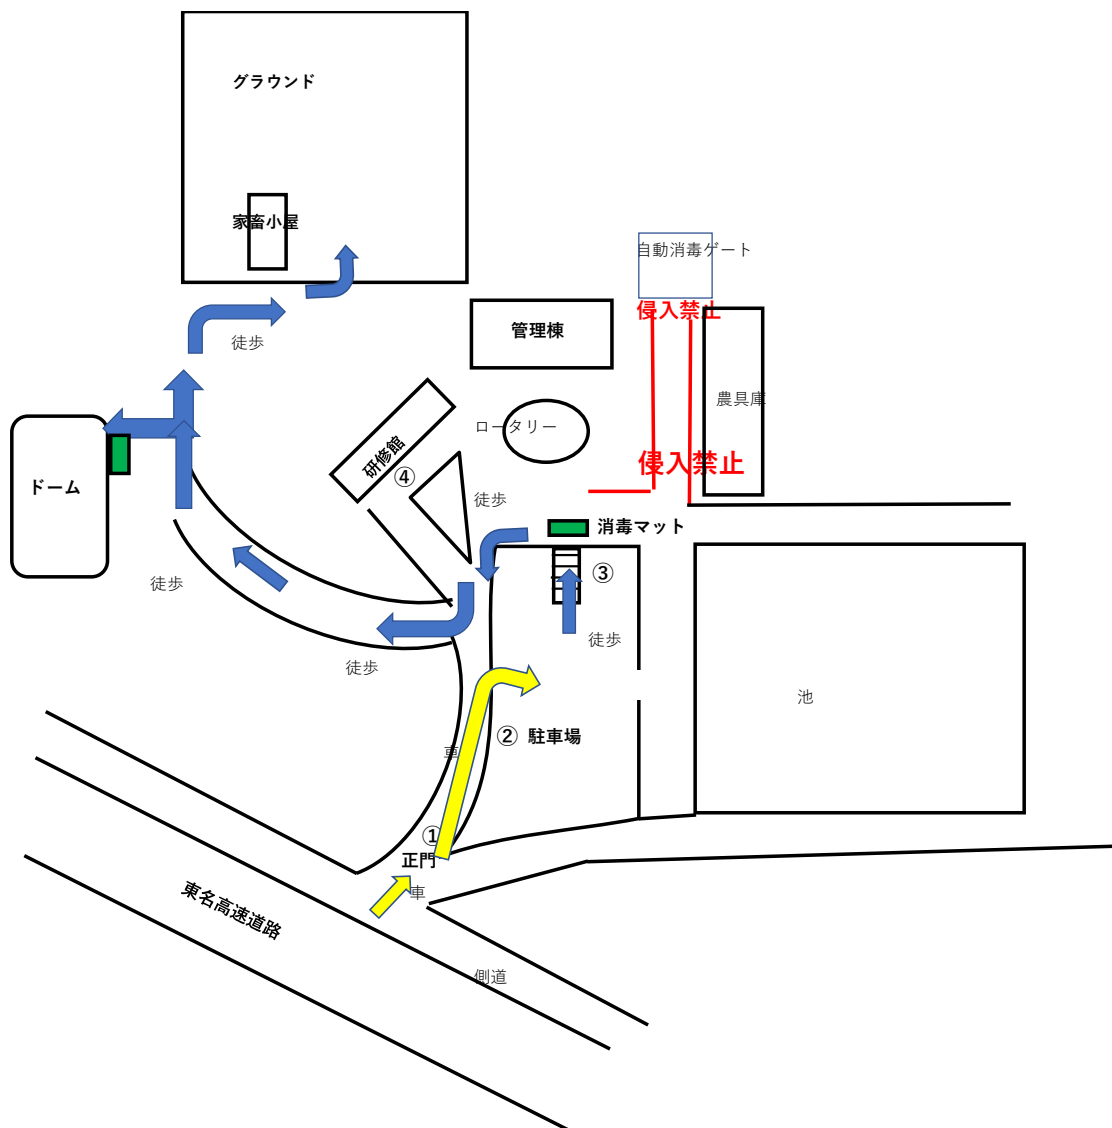 グラウンド
家畜小屋
自動消毒ゲート
侵入禁止
管理棟
徒歩
農具庫
ロータリー
研修館
④
侵入禁止
ドーム
徒歩
消毒マット
③
徒歩
徒歩
徒歩
池
② 駐車場
車
①
正門
車
東名高速道路
側道